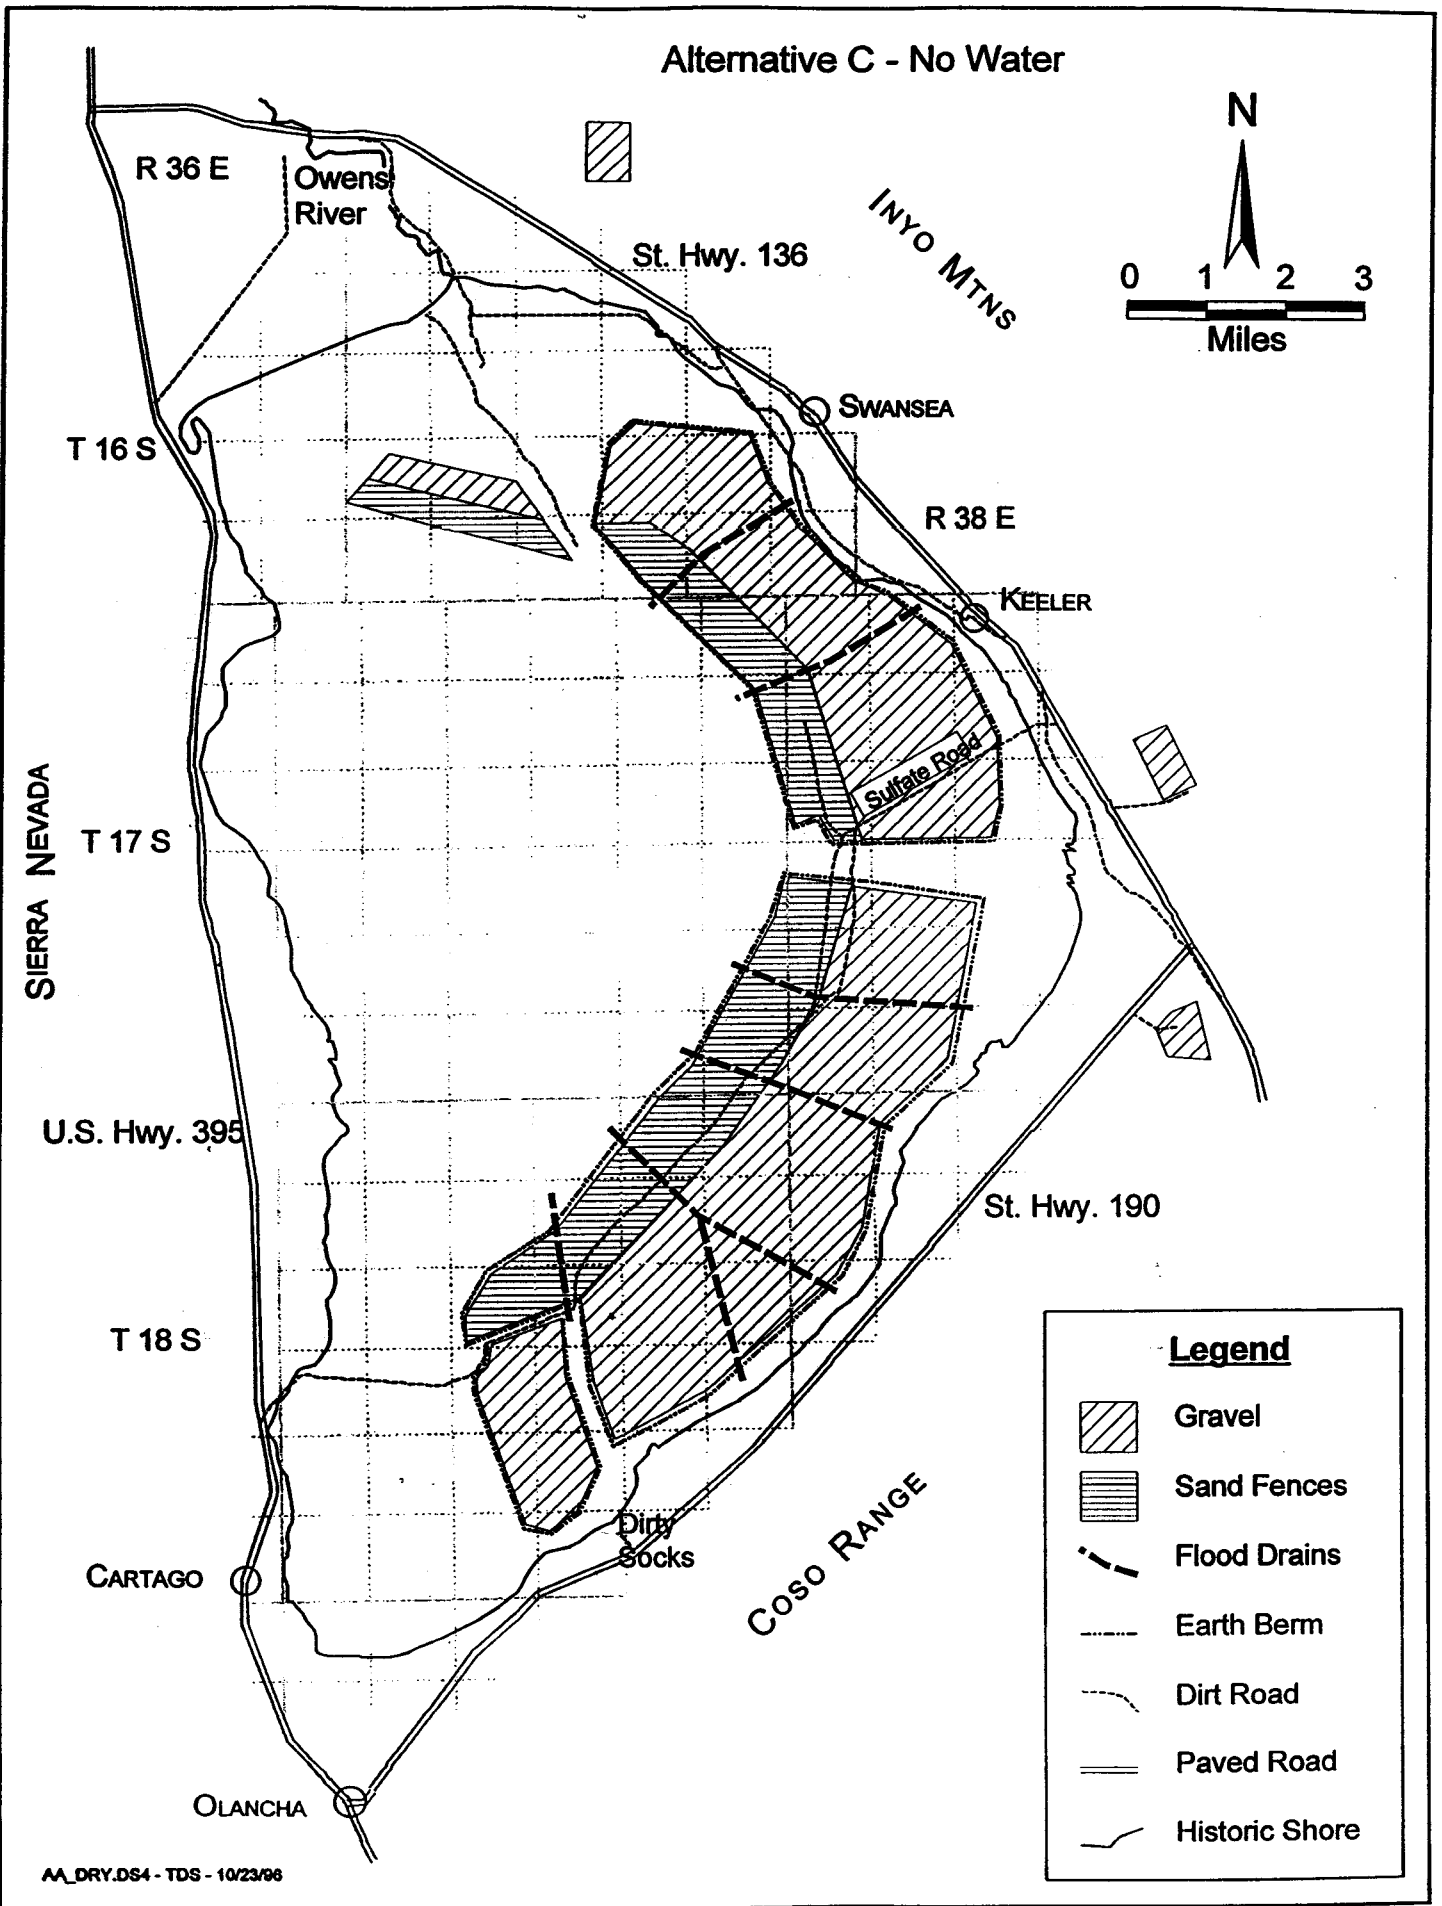 Alternative C - No Water
N
R 36 E
Owens
River
INYO MTNS
St. Hwy. 136
0 1 2 3
Miles
SWANSEA
T 16 S
R 38 E
KEELER
Sulfate Road
SIERRA NEVADA
T 17 S
U.S. Hwy. 395
St. Hwy. 190
T 18 S
Legend
Gravel
Sand Fences
Flood Drains
Earth Berm
Dirt Road
Paved Road
Historic Shore
Dirty
Socks
COSO RANGE
CARTAGO
OLANCHA
AA_DRY.DS4 - TDS - 10/23/96